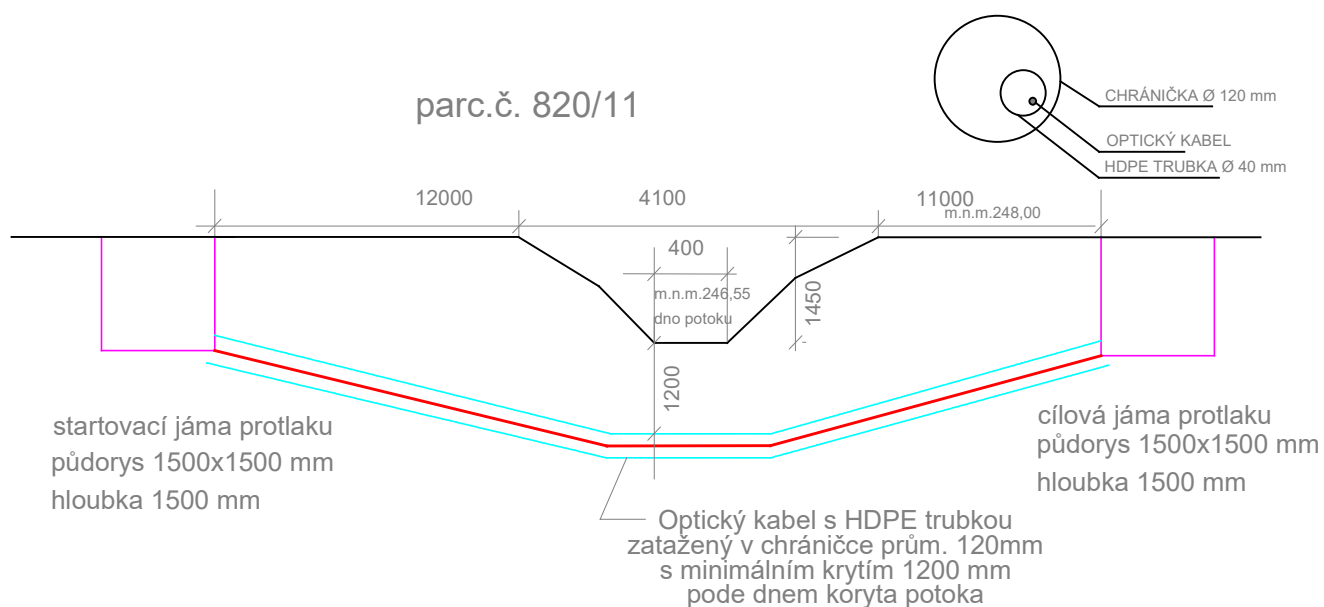 parc.č. 820/11
CHRÁNIČKA Ø 120 mm
OPTICKÝ KABEL
HDPE TRUBKA Ø 40 mm
12000
4100
11000
m.n.m.248,00
400
m.n.m.246,55
dno potoku
1450
1200
startovací jáma protlaku
půdorys 1500x1500 mm
hloubka 1500 mm
cílová jáma protlaku
půdorys 1500x1500 mm
hloubka 1500 mm
Optický kabel s HDPE trubkou
zatažený v chráničce prům. 120mm
s minimálním krytím 1200 mm
pode dnem koryta potoka